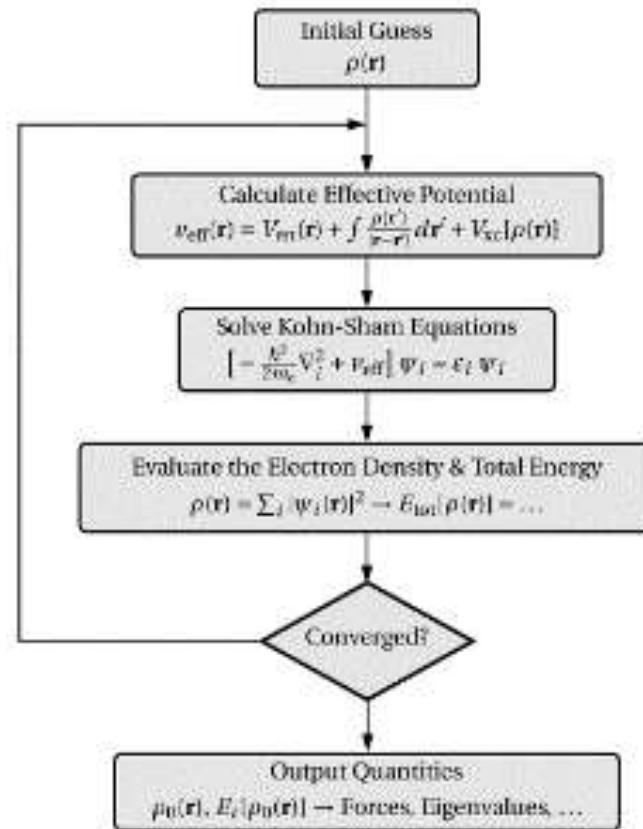 Initial Guess
ρ(r)
Calculate Effective Potential
v_eff(r) = V_ext(r) + ∫ ρ(r′)/|r−r′| dr′ + V_xc[ρ(r)]
Solve Kohn-Sham Equations
[ − ℏ²/2m_e ∇_i² + v_eff ] ψ_i = ε_i ψ_i
Evaluate the Electron Density & Total Energy
ρ(r) = ∑_i |ψ_i(r)|² → E_tot[ρ(r)] = …
Converged?
Output Quantities
ρ_0(r), E_i[ρ_0(r)] → Forces, Eigenvalues, …